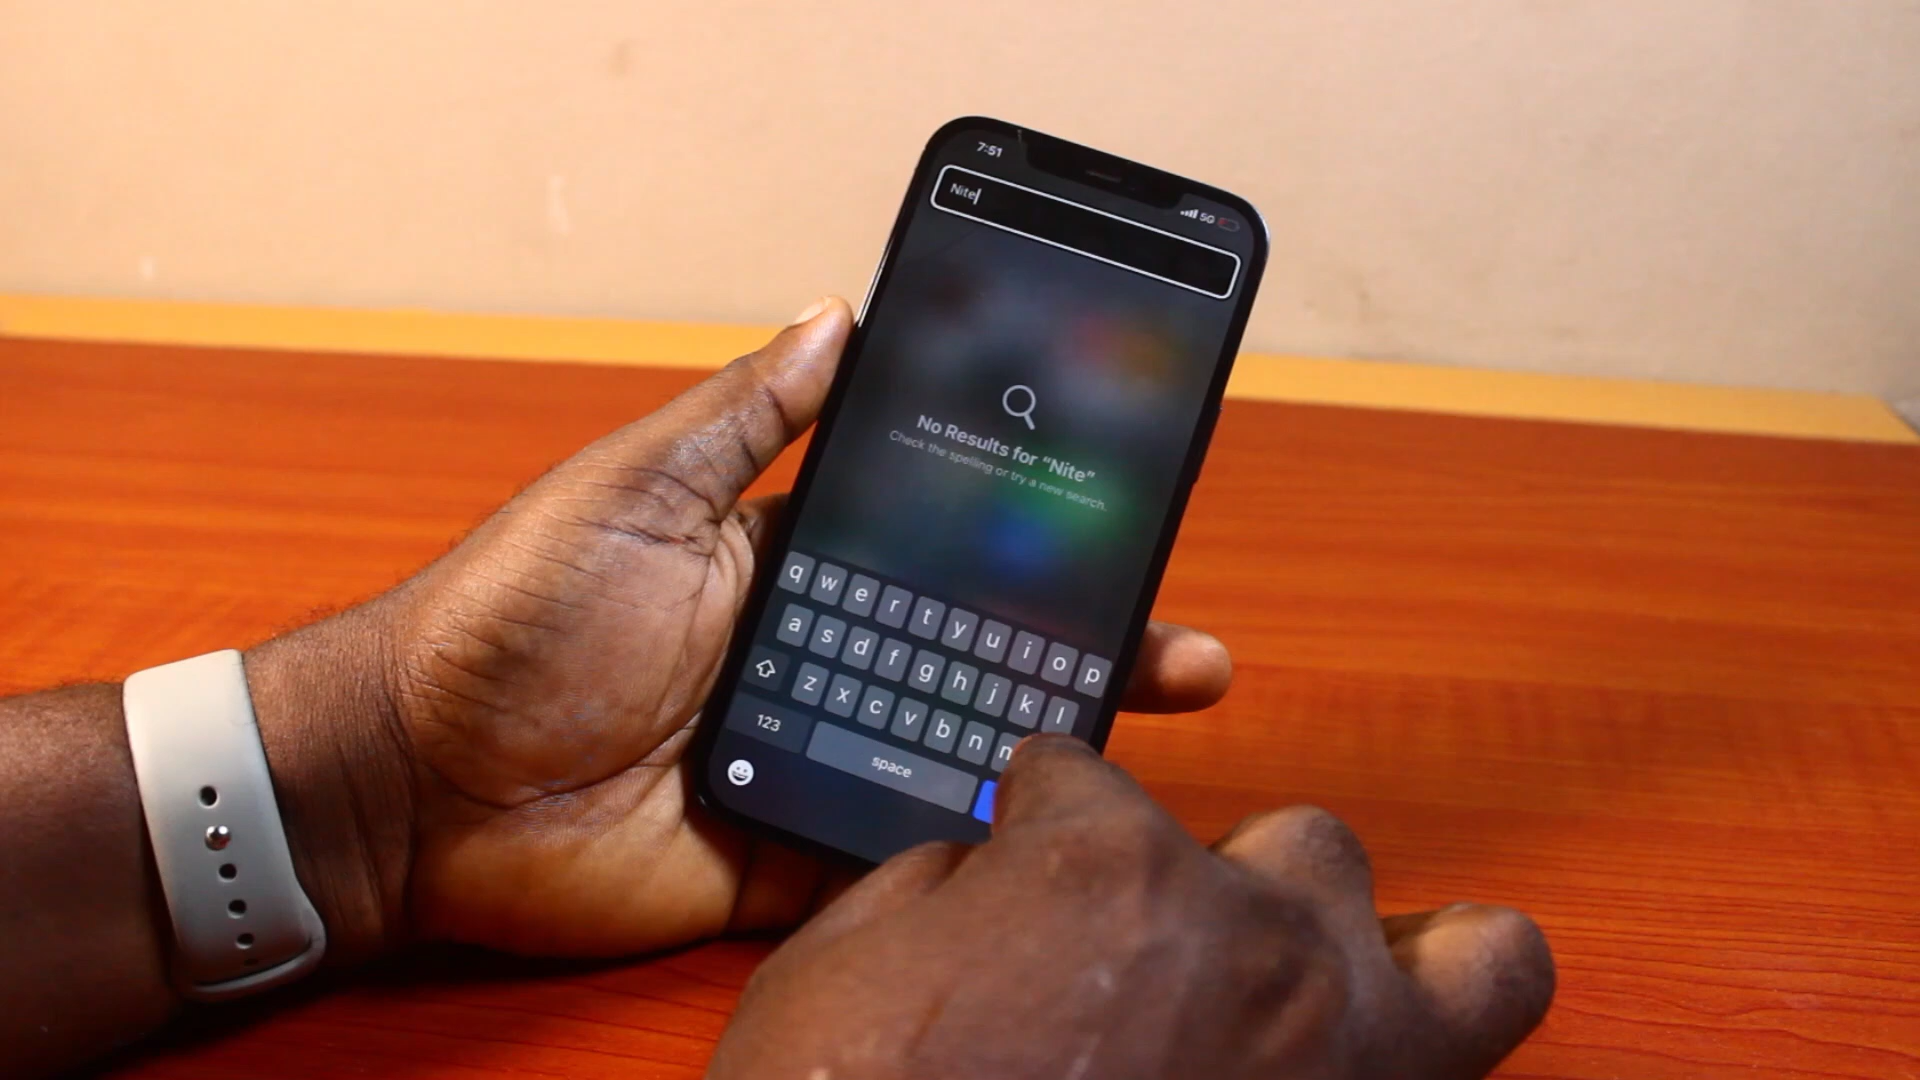 7:51
5G
Nite
No Results for “Nite”
Check the spelling or try a new search.
q w e r t y u i o p
a s d f g h j k l
z x c v b n m
123
space